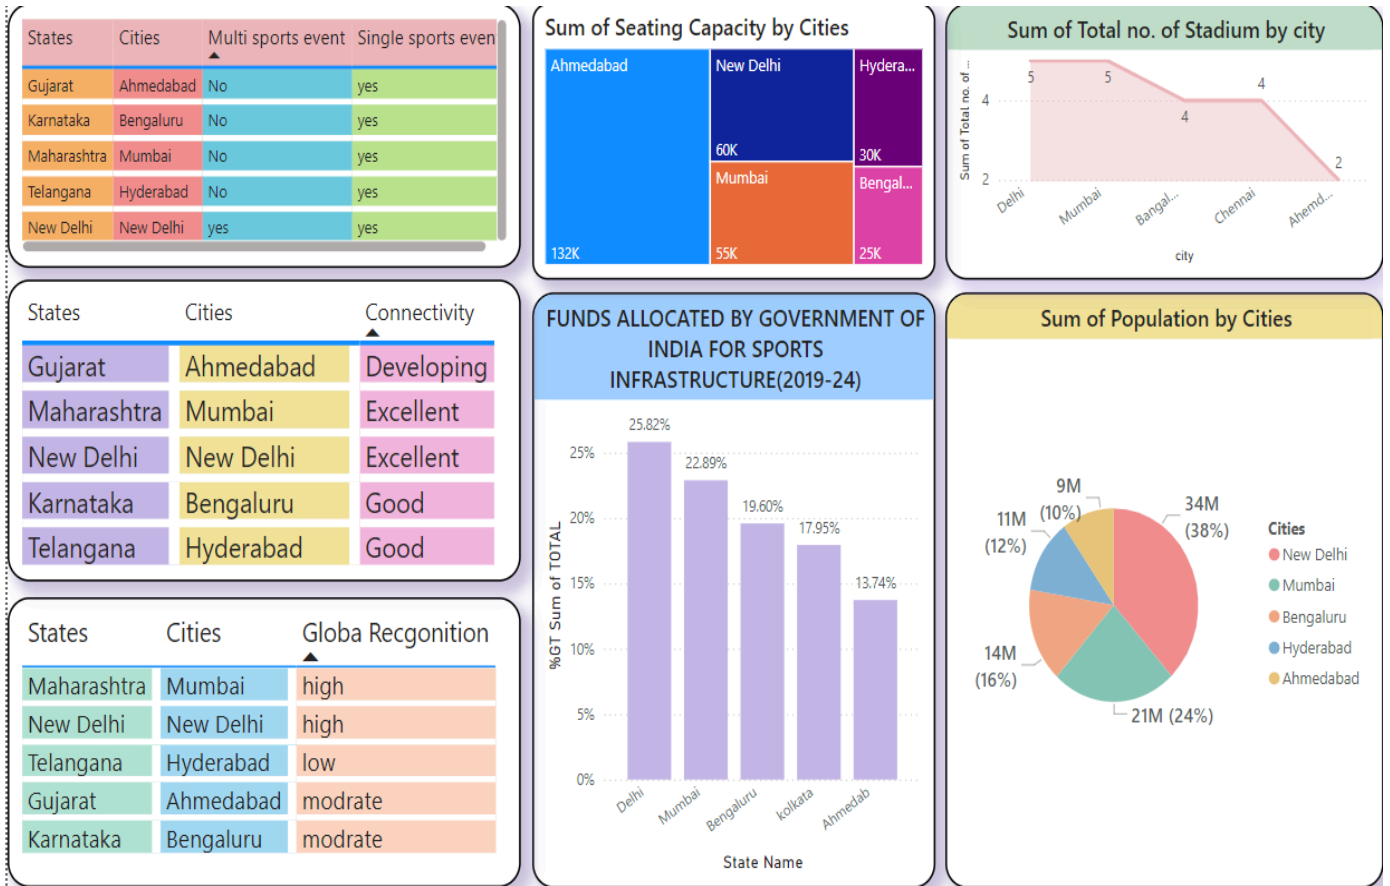 States Cities Multi sports event Single sports even
Gujarat Ahmedabad No yes
Karnataka Bengaluru No yes
Maharashtra Mumbai No yes
Telangana Hyderabad No yes
New Delhi New Delhi yes yes
Sum of Seating Capacity by Cities
Ahmedabad
132K
New Delhi
60K
Mumbai
55K
Hydera...
30K
Bengal...
25K
Sum of Total no. of Stadium by city
Sum of Total no. of ...
4
2
5
5
4
4
2
Delhi
Mumbai
Bangal...
Chennai
Ahemd...
city
States Cities Connectivity
Gujarat Ahmedabad Developing
Maharashtra Mumbai Excellent
New Delhi New Delhi Excellent
Karnataka Bengaluru Good
Telangana Hyderabad Good
States Cities Globa Recgonition
Maharashtra Mumbai high
New Delhi New Delhi high
Telangana Hyderabad low
Gujarat Ahmedabad modrate
Karnataka Bengaluru modrate
FUNDS ALLOCATED BY GOVERNMENT OF
INDIA FOR SPORTS
INFRASTRUCTURE(2019-24)
%GT Sum of TOTAL
25%
20%
15%
10%
5%
0%
25.82%
22.89%
19.60%
17.95%
13.74%
Delhi
Mumbai
Bengaluru
kolkata
Ahmedab
State Name
Sum of Population by Cities
34M
(38%)
21M (24%)
14M
(16%)
11M
(12%)
9M
(10%)
Cities
New Delhi
Mumbai
Bengaluru
Hyderabad
Ahmedabad